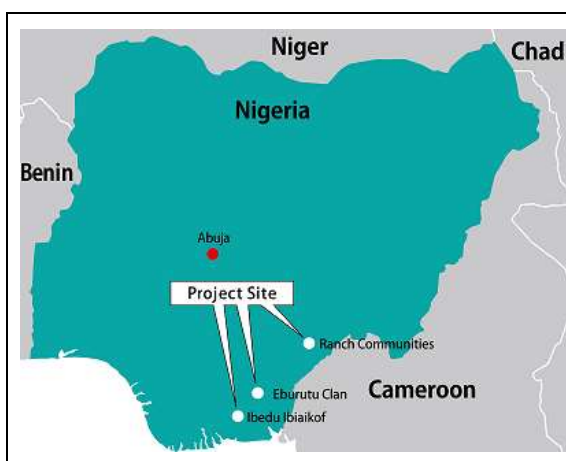 Niger
Chad
Nigeria
Benin
Abuja
Project Site
Ranch Communities
Cameroon
Eburutu Clan
Ibedu Ibiaikof